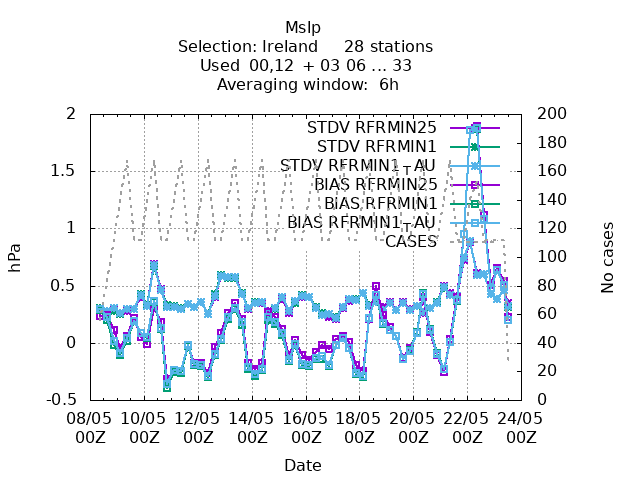 Mslp
Selection: Ireland 28 stations
Used 00,12 + 03 06 ... 33
Averaging window: 6h
hPa
2
1.5
1
0.5
0
-0.5
STDV RFRMIN25
STDV RFRMIN1
STDV RFRMIN1_AU
BIAS RFRMIN25
BIAS RFRMIN1
BIAS RFRMIN1_AU
CASES
200
180
160
140
120
100
80
60
40
20
0
No cases
08/05 10/05 12/05 14/05 16/05 18/05 20/05 22/05 24/05
00Z 00Z 00Z 00Z 00Z 00Z 00Z 00Z 00Z
Date